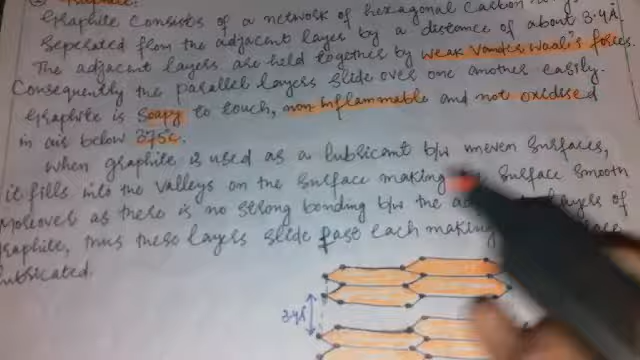 Graphite:
Graphite consists of a network of hexagonal carbon
Seperated from the adjacent layer by a distance of about 3.4Å
The adjacent layers are held together by weak Vander Waal's forces.
Consequently the parallel layers slide over one another easily.
Graphite is soapy to touch, non inflammable and not oxidised
in air below 375c.
When graphite is used as a lubricant b/w uneven surfaces,
it fills into the valleys on the surface making surface smooth
Moreover as there is no strong bonding b/w the layers of
graphite, thus these layers slide past each making
lubricated.
3.4Å